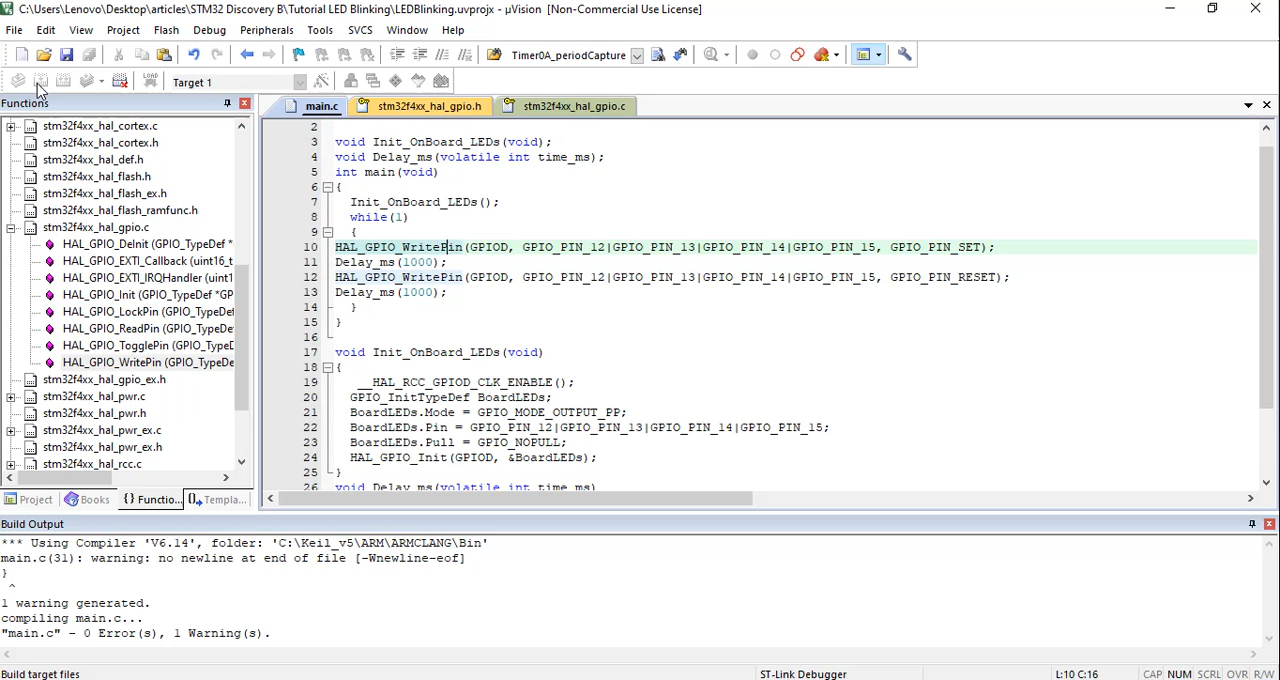 C:\Users\Lenovo\Desktop\articles\STM32 Discovery B\Tutorial LED Blinking\LEDBlinking.uvprojx - µVision [Non-Commercial Use License]
File Edit View Project Flash Debug Peripherals Tools SVCS Window Help
Timer0A_periodCapture
LOAD Target 1
Functions
stm32f4xx_hal_cortex.c
stm32f4xx_hal_cortex.h
stm32f4xx_hal_def.h
stm32f4xx_hal_flash.h
stm32f4xx_hal_flash_ex.h
stm32f4xx_hal_flash_ramfunc.h
stm32f4xx_hal_gpio.c
HAL_GPIO_DeInit (GPIO_TypeDef *
HAL_GPIO_EXTI_Callback (uint16_t
HAL_GPIO_EXTI_IRQHandler (uint1
HAL_GPIO_Init (GPIO_TypeDef *GP
HAL_GPIO_LockPin (GPIO_TypeDef
HAL_GPIO_ReadPin (GPIO_TypeDe
HAL_GPIO_TogglePin (GPIO_TypeD
HAL_GPIO_WritePin (GPIO_TypeDe
stm32f4xx_hal_gpio_ex.h
stm32f4xx_hal_pwr.c
stm32f4xx_hal_pwr.h
stm32f4xx_hal_pwr_ex.c
stm32f4xx_hal_pwr_ex.h
stm32f4xx_hal_rcc.c
Project Books {} Functio... Templa...
main.c stm32f4xx_hal_gpio.h stm32f4xx_hal_gpio.c
2
3 void Init_OnBoard_LEDs(void);
4 void Delay_ms(volatile int time_ms);
5 int main(void)
6 {
7 Init_OnBoard_LEDs();
8 while(1)
9 {
10 HAL_GPIO_WritePin(GPIOD, GPIO_PIN_12|GPIO_PIN_13|GPIO_PIN_14|GPIO_PIN_15, GPIO_PIN_SET);
11 Delay_ms(1000);
12 HAL_GPIO_WritePin(GPIOD, GPIO_PIN_12|GPIO_PIN_13|GPIO_PIN_14|GPIO_PIN_15, GPIO_PIN_RESET);
13 Delay_ms(1000);
14 }
15 }
16
17 void Init_OnBoard_LEDs(void)
18 {
19 __HAL_RCC_GPIOD_CLK_ENABLE();
20 GPIO_InitTypeDef BoardLEDs;
21 BoardLEDs.Mode = GPIO_MODE_OUTPUT_PP;
22 BoardLEDs.Pin = GPIO_PIN_12|GPIO_PIN_13|GPIO_PIN_14|GPIO_PIN_15;
23 BoardLEDs.Pull = GPIO_NOPULL;
24 HAL_GPIO_Init(GPIOD, &BoardLEDs);
25 }
26 void Delay_ms(volatile int time_ms)
Build Output
*** Using Compiler 'V6.14', folder: 'C:\Keil_v5\ARM\ARMCLANG\Bin'
main.c(31): warning: no newline at end of file [-Wnewline-eof]
}
^
1 warning generated.
compiling main.c...
"main.c" - 0 Error(s), 1 Warning(s).
Build target files ST-Link Debugger L:10 C:16 CAP NUM SCRL OVR R/W